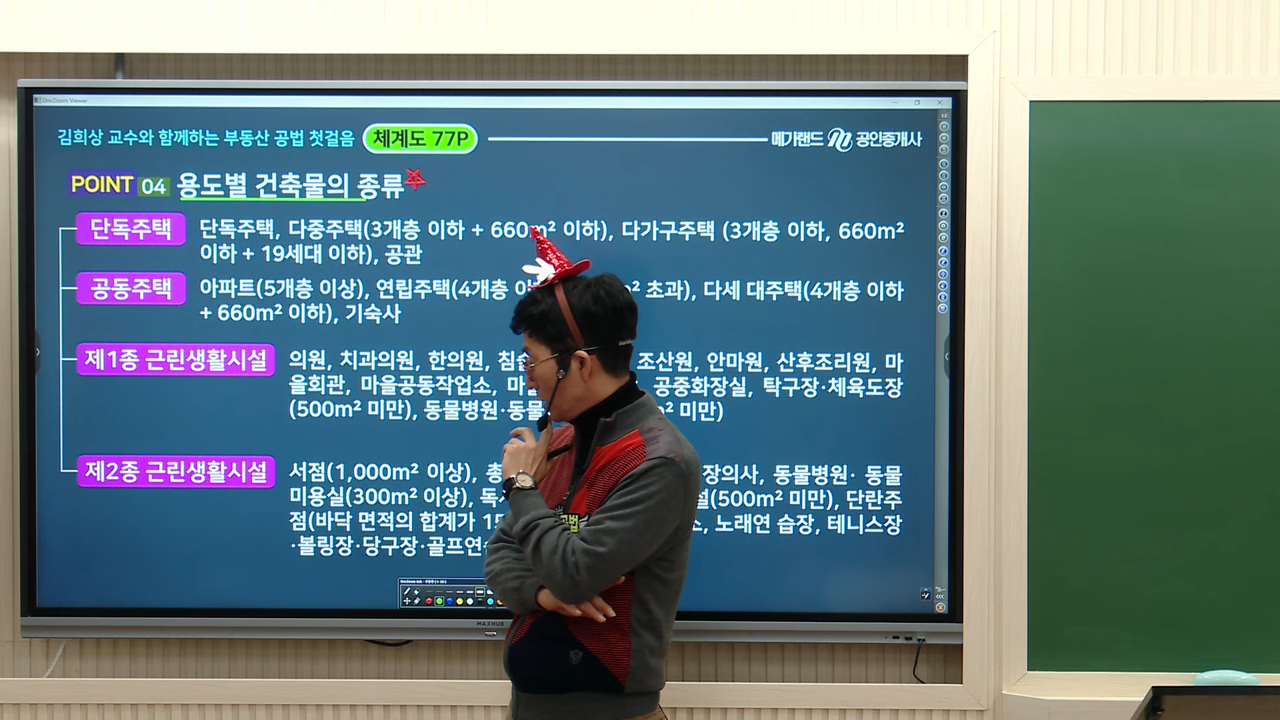 DocZoom Viewer
김희상 교수와 함께하는 부동산 공법 첫걸음 체계도 77P 메가랜드 공인중개사
POINT 04 용도별 건축물의 종류
단독주택 단독주택, 다중주택(3개층 이하 + 660m² 이하), 다가구주택 (3개층 이하, 660m²
이하 + 19세대 이하), 공관
공동주택 아파트(5개층 이상), 연립주택(4개층 m² 초과), 다세 대주택(4개층 이하
+ 660m² 이하), 기숙사
제1종 근린생활시설 의원, 치과의원, 한의원, 조산원, 안마원, 산후조리원, 마
을회관, 마을공동작업소, 공중화장실, 탁구장·체육도장
(500m² 미만), 동물병원·동물 m² 미만)
제2종 근린생활시설 서점(1,000m² 이상), 장의사, 동물병원· 동물
미용실(300m² 이상), (500m² 미만), 단란주
점(바닥 면적의 합계가 노래연 습장, 테니스장
·볼링장·당구장·골프연
MAXHUB